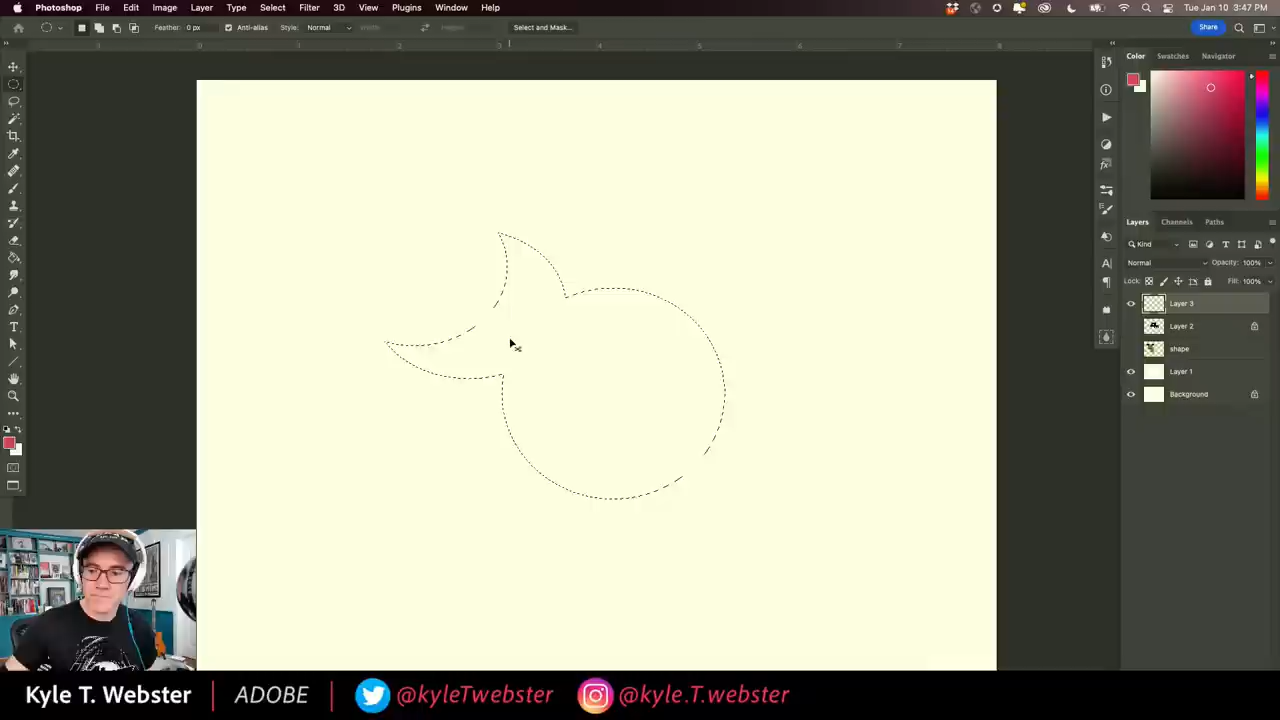 Photoshop File Edit Image Layer Type Select Filter 3D View Plugins Window Help Tue Jan 10 3:47 PM
Feather: 0 px Anti-alias Style: Normal Select and Mask... Share
Color Swatches Navigator
Layers Channels Paths
Kind
Normal Opacity: 100%
Lock: Fill: 100%
Layer 3
Layer 2
shape
Layer 1
Background
Kyle T. Webster | ADOBE | @kyleTwebster @kyle.T.webster